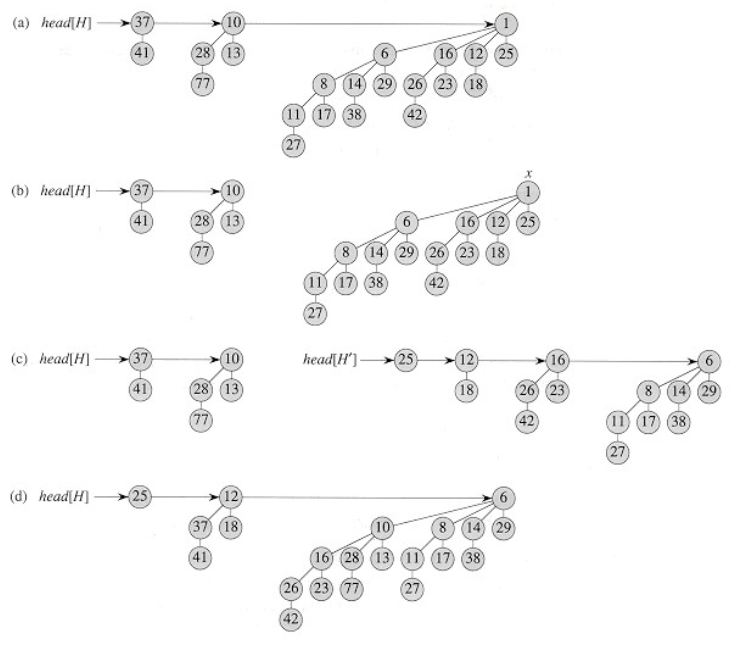 (a) head[H] 37 10 1
41 28 13 6 16 12 25
77 8 14 29 26 23 18
11 17 38 42
27
x
(b) head[H] 37 10 1
41 28 13 6 16 12 25
77 8 14 29 26 23 18
11 17 38 42
27
(c) head[H] 37 10 head[H′] 25 12 16 6
41 28 13 18 26 23 8 14 29
77 42 11 17 38
27
(d) head[H] 25 12 6
37 18 10 8 14 29
41 16 28 13 11 17 38
26 23 77 27
42